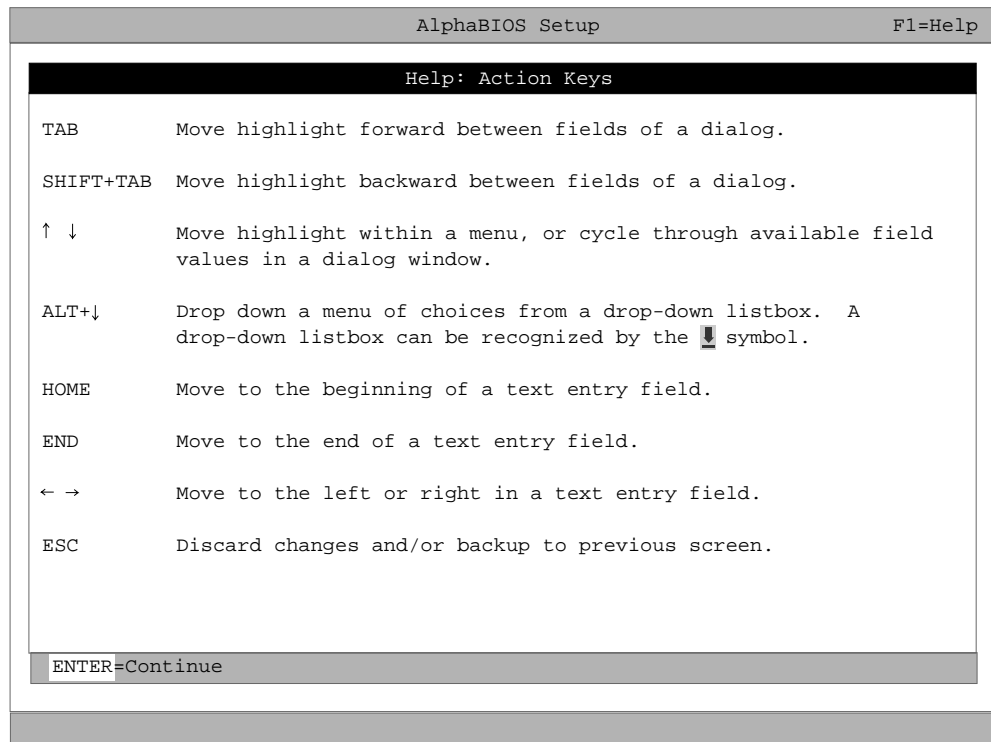 AlphaBIOS Setup F1=Help
Help: Action Keys
TAB Move highlight forward between fields of a dialog.
SHIFT+TAB Move highlight backward between fields of a dialog.
↑ ↓ Move highlight within a menu, or cycle through available field
values in a dialog window.
ALT+↓ Drop down a menu of choices from a drop-down listbox. A
drop-down listbox can be recognized by the ⬇ symbol.
HOME Move to the beginning of a text entry field.
END Move to the end of a text entry field.
← → Move to the left or right in a text entry field.
ESC Discard changes and/or backup to previous screen.
ENTER=Continue